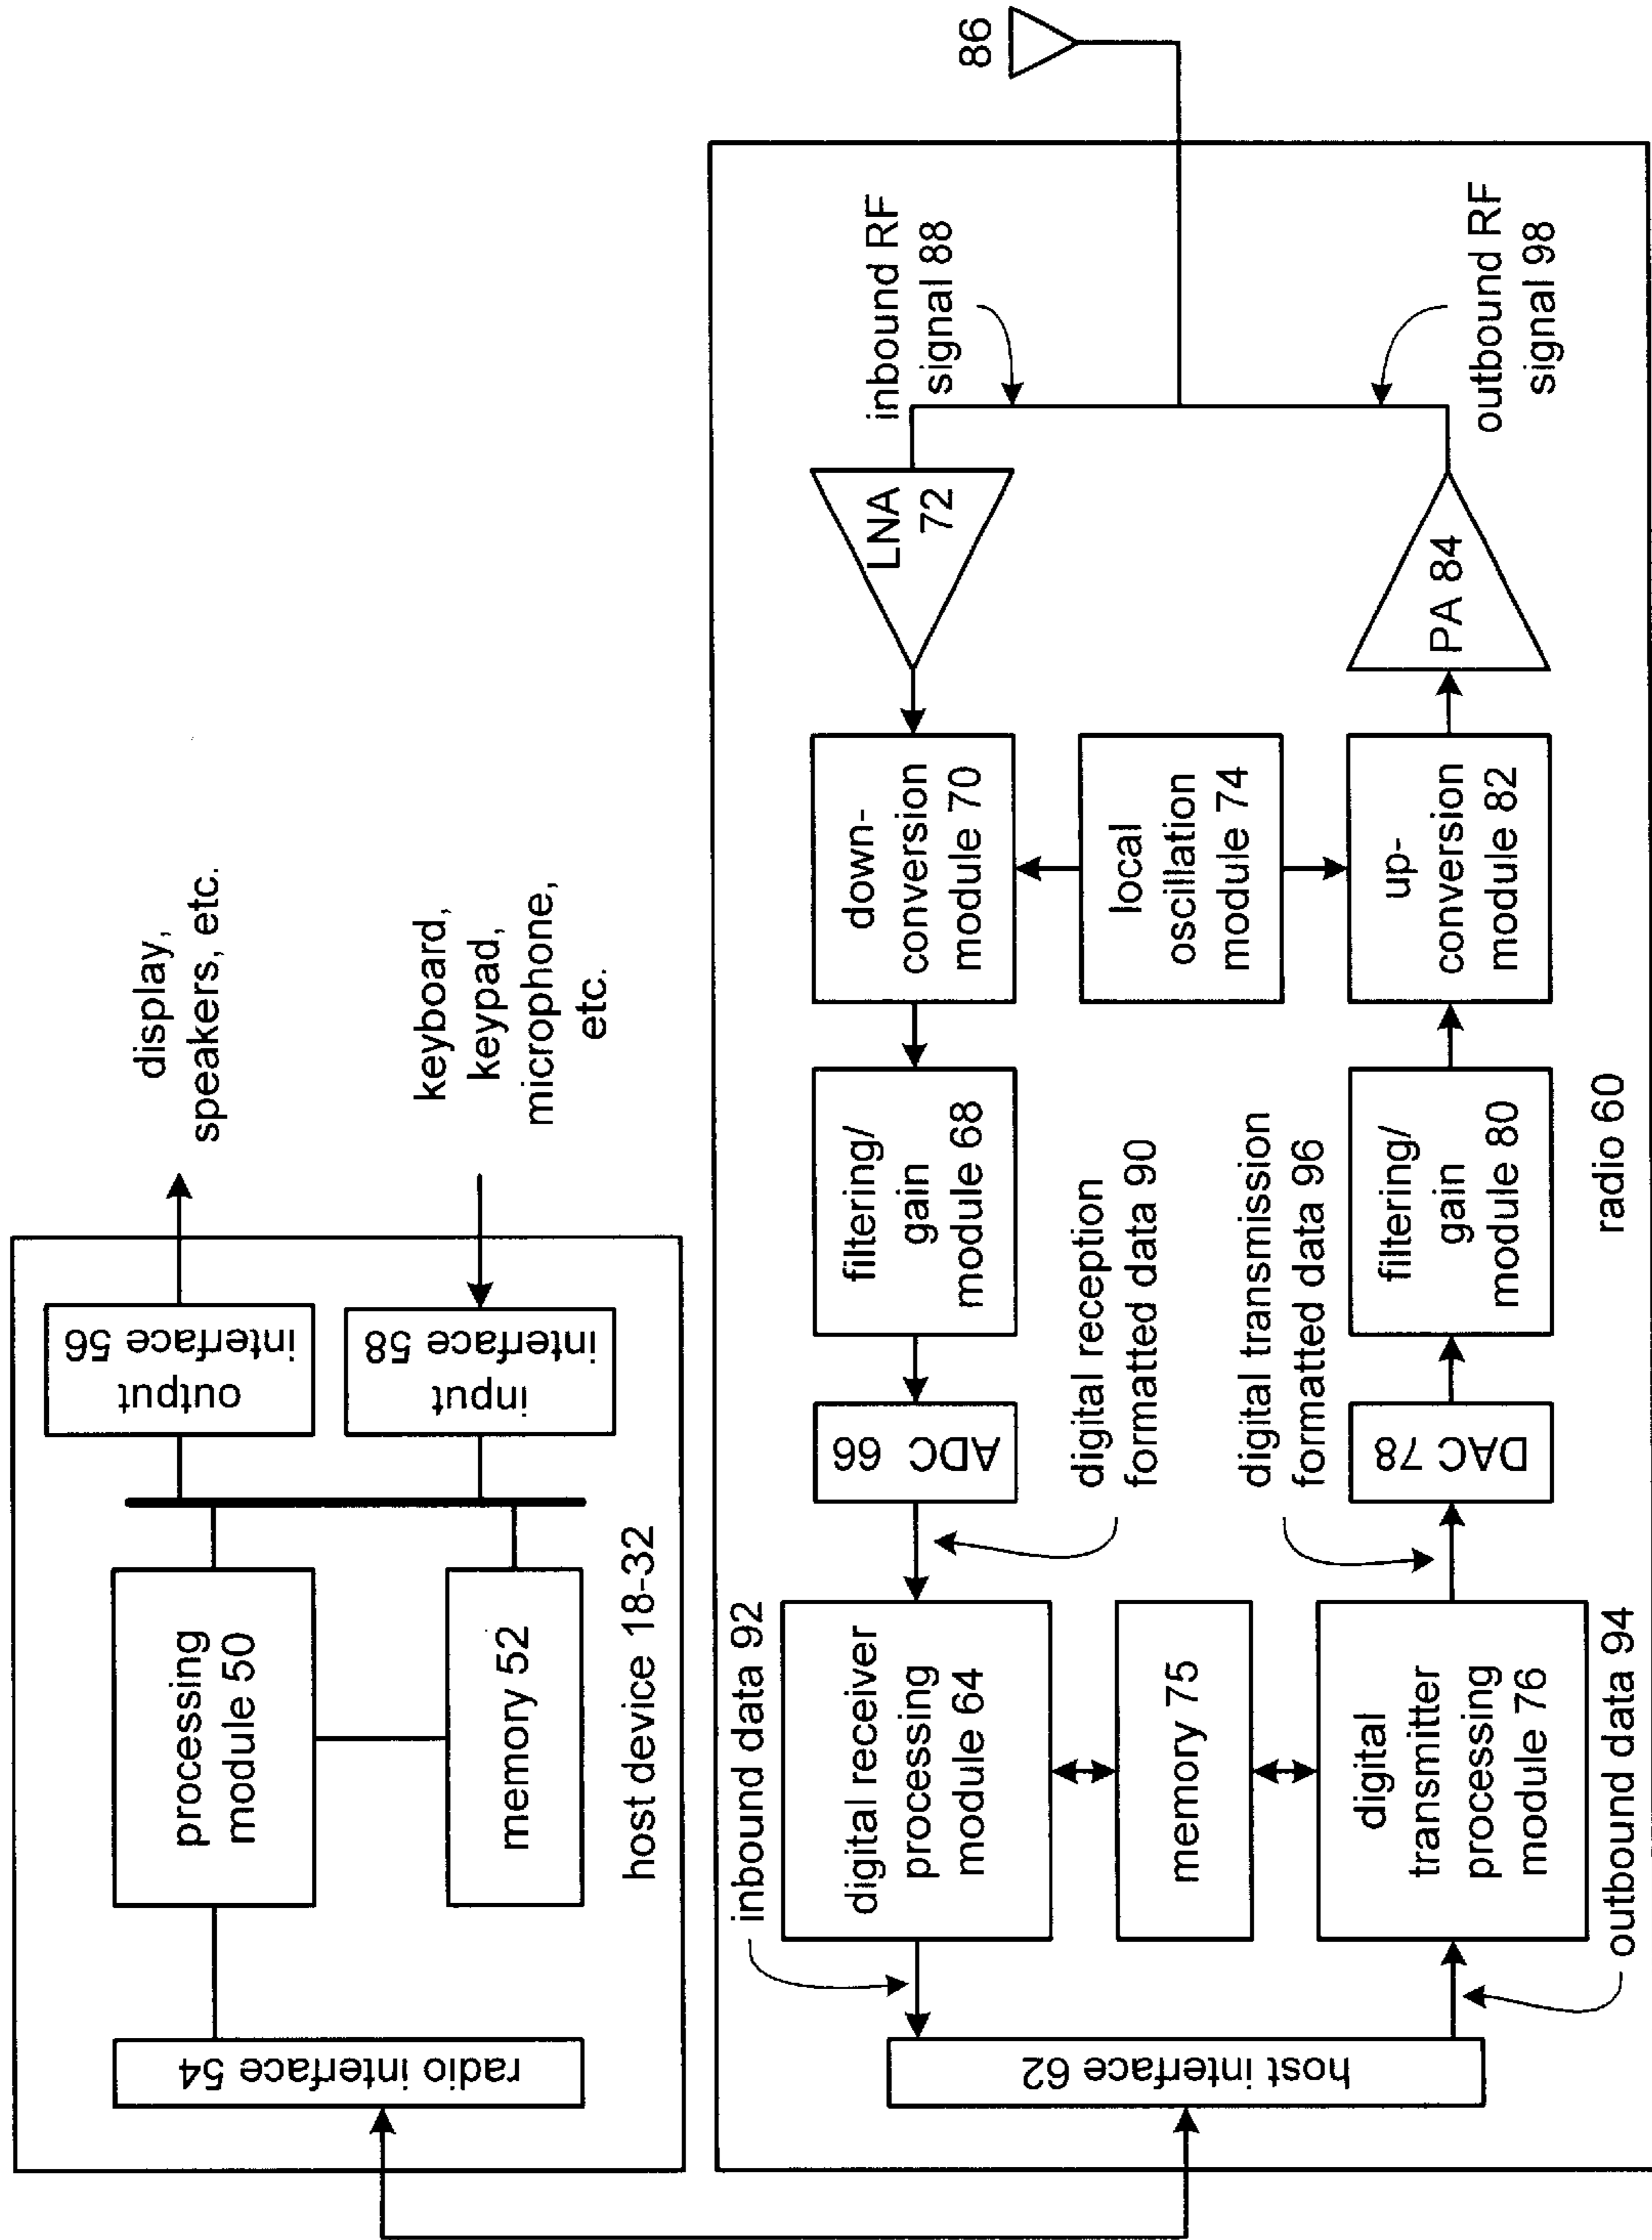 radio interface 54
processing
module 50
memory 52
output
interface 56
input
interface 58
display,
speakers, etc.
keyboard,
keypad,
microphone,
etc.
host device 18-32
host interface 62
inbound data 92
digital receiver
processing
module 64
memory 75
digital
transmitter
processing
module 76
outbound data 94
ADC 66
digital reception
formatted data 90
digital transmission
formatted data 96
DAC 78
filtering/
gain
module 68
filtering/
gain
module 80
down-
conversion
module 70
local
oscillation
module 74
up-
conversion
module 82
LNA
72
PA 84
inbound RF
signal 88
outbound RF
signal 98
86
radio 60